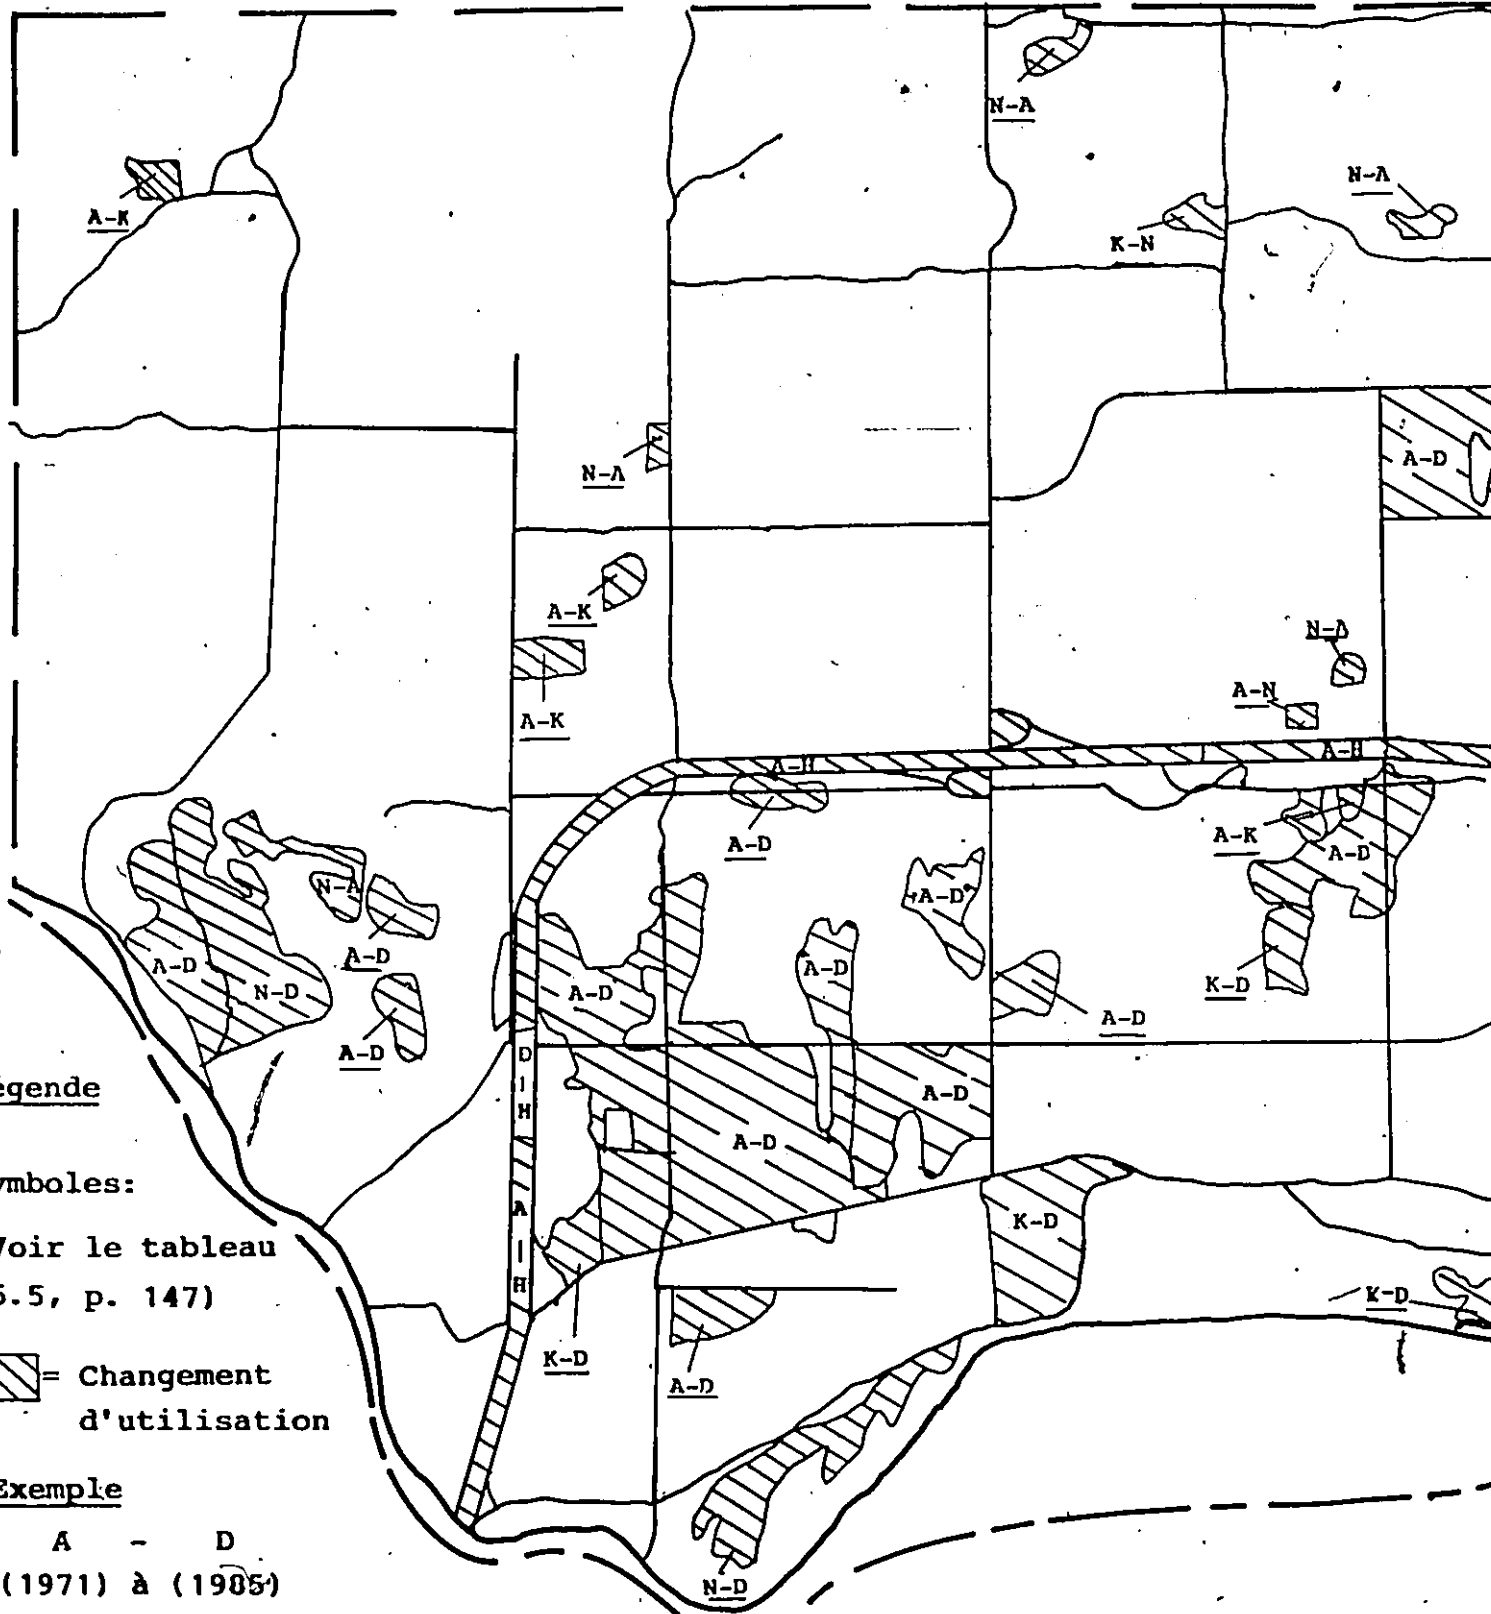 N-A
A-K
N-A
K-N
A-D
N-A
A-K
N-A
A-N
A-K
A-H
A-H
A-D
A-K
A-D
N-A
A-D
A-D
A-D
A-D
K-D
A-D
N-D
A-D
A-D
A-D
D-H
A-D
A-D
A-H
K-D
K-D
K-D
A-D
N-D
égende
ymboles:
Voir le tableau
5.5, p. 147)
= Changement
d'utilisation
Exemple
A - D
(1971) à (1985)